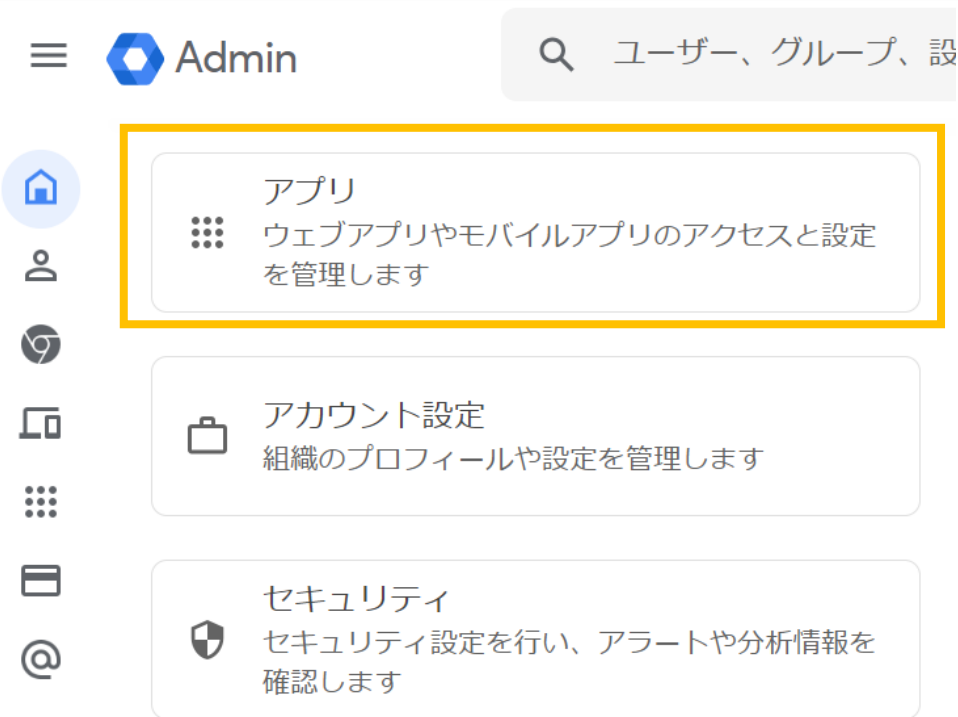 Admin
ユーザー、グループ、設
アプリ
ウェブアプリやモバイルアプリのアクセスと設定
を管理します
アカウント設定
組織のプロフィールや設定を管理します
セキュリティ
セキュリティ設定を行い、アラートや分析情報を
確認します